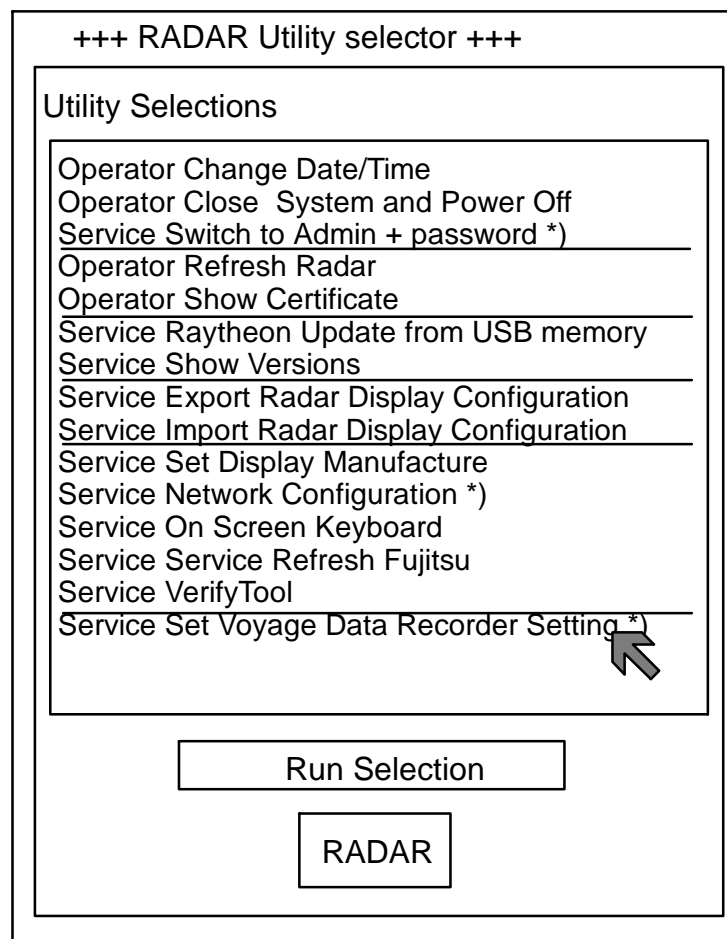 +++ RADAR Utility selector +++
Utility Selections
Operator Change Date/Time
Operator Close  System and Power Off
Service Switch to Admin + password *)
Operator Refresh Radar
Operator Show Certificate
Service Raytheon Update from USB memory
Service Show Versions
Service Export Radar Display Configuration
Service Import Radar Display Configuration
Service Set Display Manufacture
Service Network Configuration *)
Service On Screen Keyboard
Service Service Refresh Fujitsu
Service VerifyTool
Service Set Voyage Data Recorder Setting *)
Run Selection
RADAR